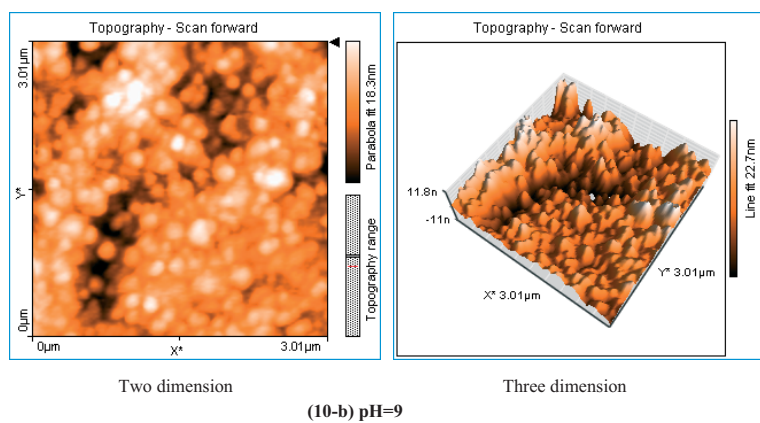 Topography - Scan forward
3.01µm
Y*
0µm
0µm
X*
3.01µm
Parabola fit 18.3nm
Topography range
Topography - Scan forward
11.8n
-11n
X* 3.01µm
Y* 3.01µm
Line fit 22.7nm
Two dimension
Three dimension
(10-b) pH=9